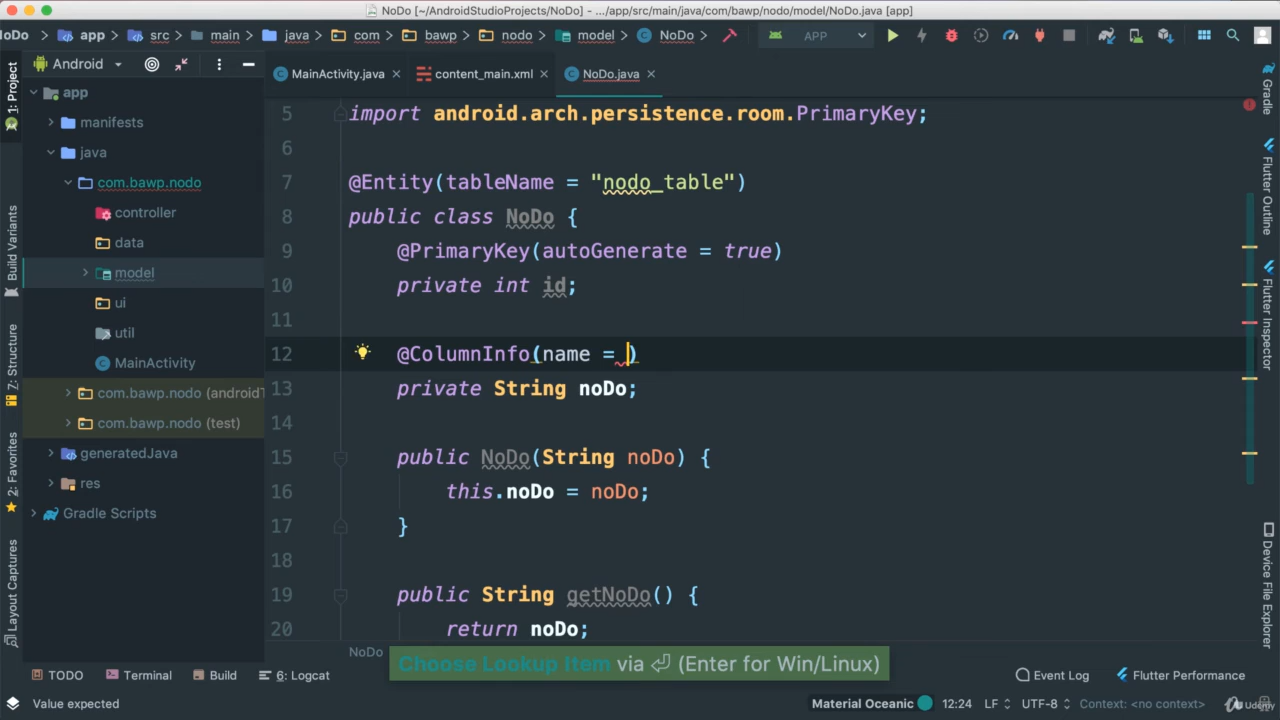 NoDo [~/AndroidStudioProjects/NoDo] - .../app/src/main/java/com/bawp/nodo/model/NoDo.java [app]
NoDo app src main java com bawp nodo model NoDo APP
1: Project
Android
MainActivity.java
content_main.xml
NoDo.java
Gradle
app
manifests
java
com.bawp.nodo
controller
data
model
ui
util
MainActivity
com.bawp.nodo (androidT
com.bawp.nodo (test)
generatedJava
res
Gradle Scripts
Build Variants
7: Structure
2: Favorites
Layout Captures
5 import android.arch.persistence.room.PrimaryKey;
6
7 @Entity(tableName = "nodo_table")
8 public class NoDo {
9 @PrimaryKey(autoGenerate = true)
10 private int id;
11
12 @ColumnInfo(name = )
13 private String noDo;
14
15 public NoDo(String noDo) {
16 this.noDo = noDo;
17 }
18
19 public String getNoDo() {
20 return noDo;
NoDo
Choose Lookup Item via ⏎ (Enter for Win/Linux)
Flutter Outline
Flutter Inspector
Device File Explorer
TODO Terminal Build 6: Logcat Event Log Flutter Performance
Value expected Material Oceanic 12:24 LF UTF-8 Context: <no context>
Udemy